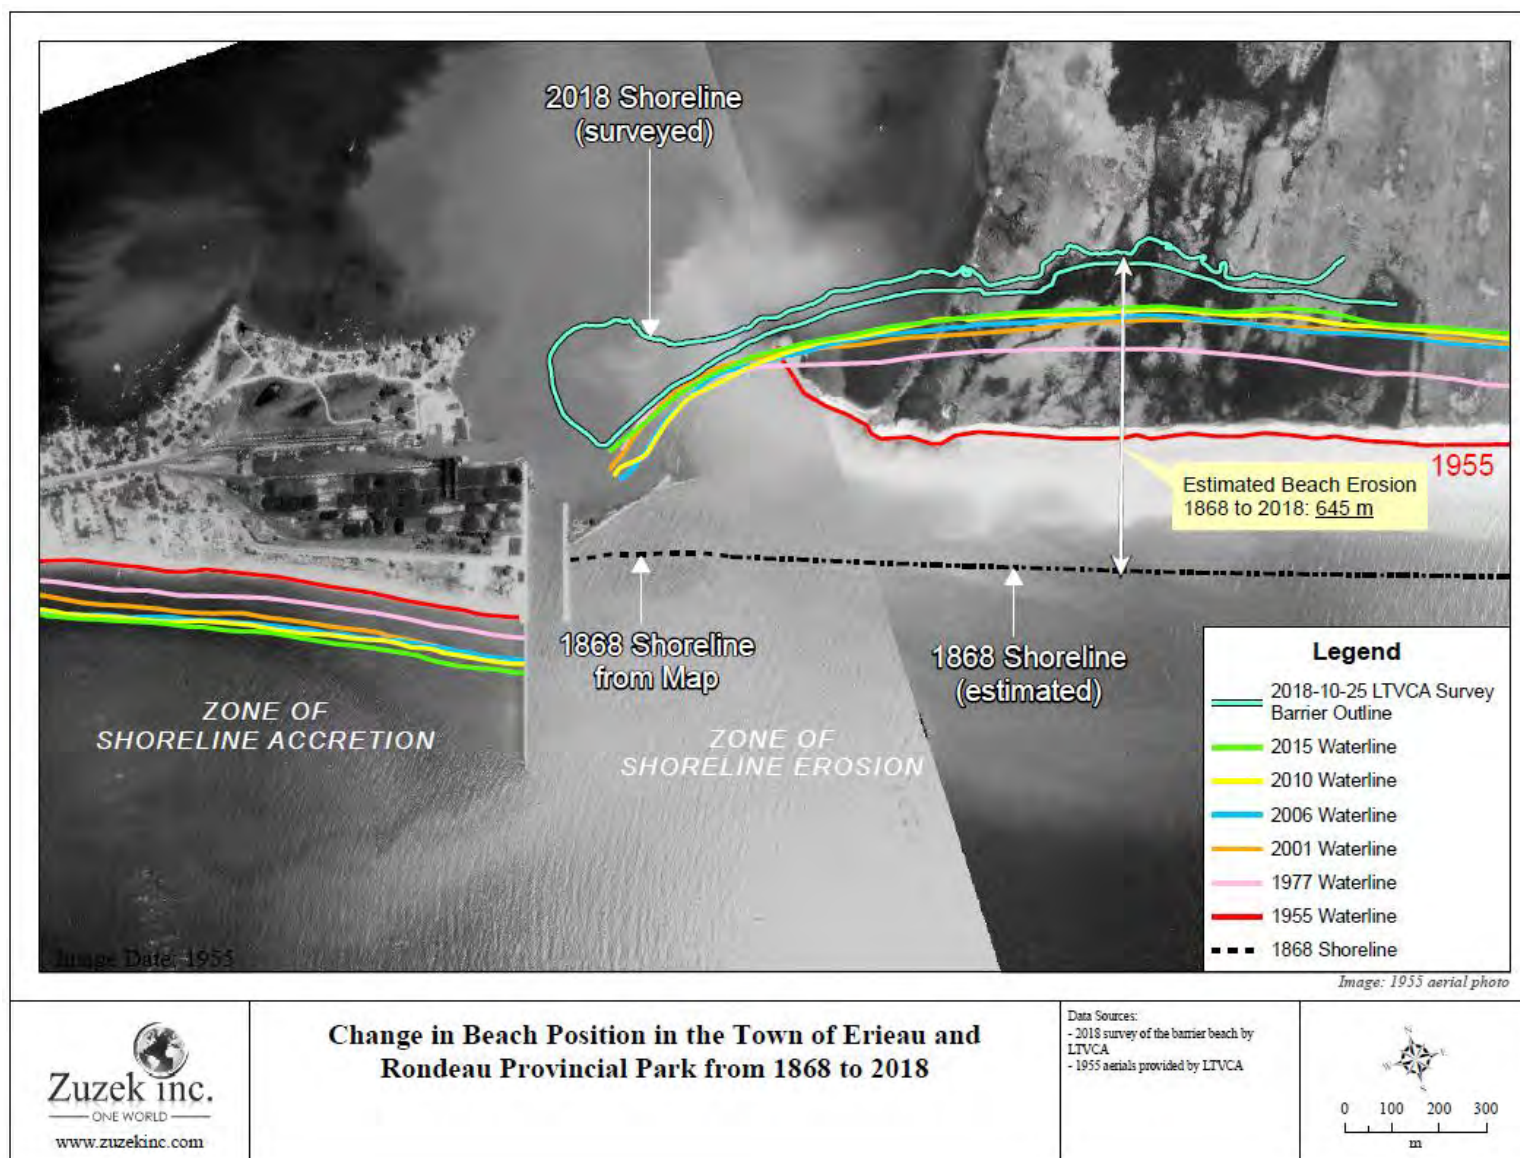 2018 Shoreline
(surveyed)
1955
Estimated Beach Erosion
1868 to 2018: 645 m
1868 Shoreline
from Map
1868 Shoreline
(estimated)
ZONE OF
SHORELINE ACCRETION
ZONE OF
SHORELINE EROSION
Legend
2018-10-25 LTVCA Survey
Barrier Outline
2015 Waterline
2010 Waterline
2006 Waterline
2001 Waterline
1977 Waterline
1955 Waterline
1868 Shoreline
Image Date: 1955
Image: 1955 aerial photo
Zuzek inc.
ONE WORLD
www.zuzekinc.com
Change in Beach Position in the Town of Erieau and
Rondeau Provincial Park from 1868 to 2018
Data Sources:
- 2018 survey of the barrier beach by
LTVCA
- 1955 aerials provided by LTVCA
N
W E
S
0 100 200 300
m